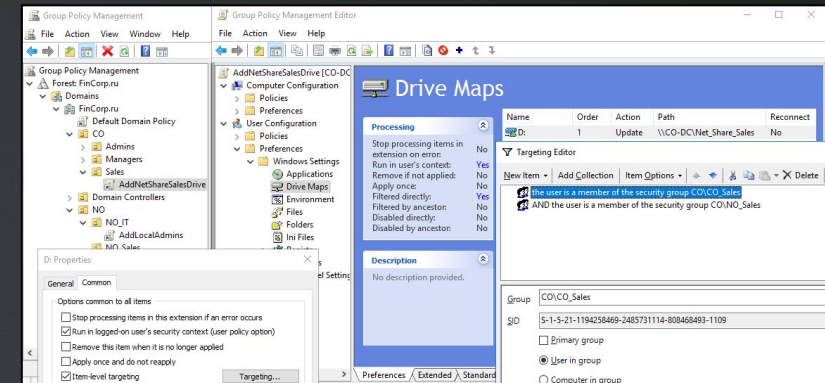 Group Policy Management
File Action View Window Help
Group Policy Management
Forest: FinCorp.ru
Domains
FinCorp.ru
Default Domain Policy
CO
Admins
Managers
Sales
AddNetShareSalesDrive
Domain Controllers
NO
NO_IT
AddLocalAdmins
NO_Sales
Group Policy Management Editor
File Action View Help
AddNetShareSalesDrive [CO-DC
Computer Configuration
Policies
Preferences
User Configuration
Policies
Preferences
Windows Settings
Applications
Drive Maps
Environment
Files
Folders
Ini Files
el Setting
Drive Maps
Processing
Stop processing items in extension on error: No
Run in user's context: Yes
Remove if not applied: No
Apply once: No
Filtered directly: Yes
Filtered by ancestor: No
Disabled directly: No
Disabled by ancestor: No
Description
No description provided.
Preferences Extended Standard
Name Order Action Path Reconnect
D: 1 Update \\CO-DC\Net_Share_Sales No
Targeting Editor
New Item Add Collection Item Options Delete
the user is a member of the security group CO\CO_Sales
AND the user is a member of the security group CO\NO_Sales
Group CO\CO_Sales
SID S-1-5-21-1194258469-2485731114-808468493-1109
Primary group
User in group
Computer in group
D: Properties
General Common
Options common to all items
Stop processing items in this extension if an error occurs
Run in logged-on user's security context (user policy option)
Remove this item when it is no longer applied
Apply once and do not reapply
Item-level targeting Targeting...